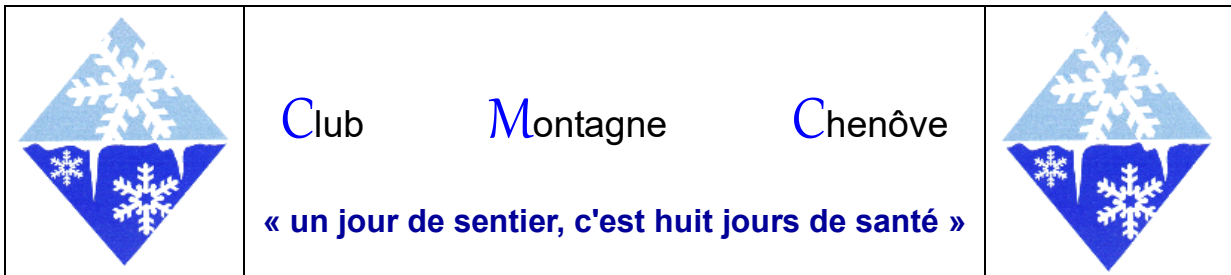 Club Montagne Chenôve
« un jour de sentier, c'est huit jours de santé »